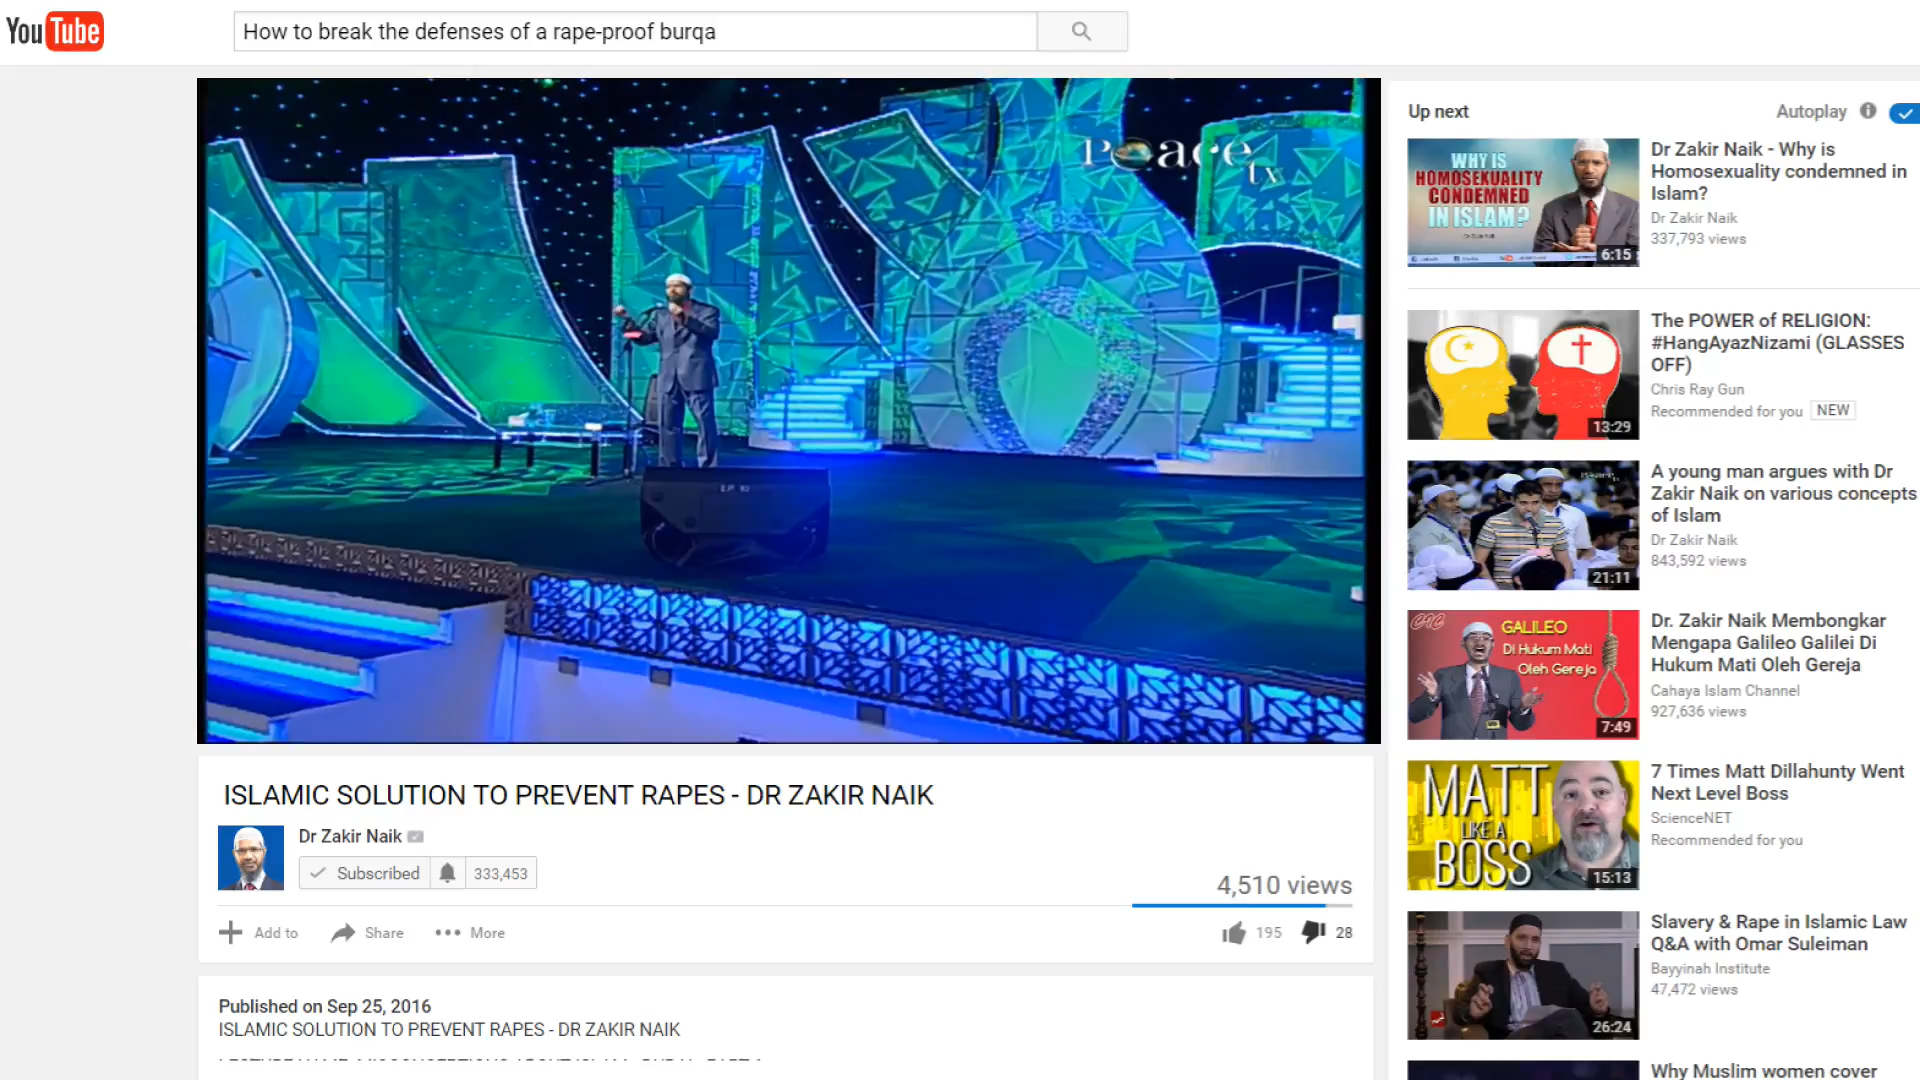 YouTube
How to break the defenses of a rape-proof burqa
Peace
tx
ISLAMIC SOLUTION TO PREVENT RAPES - DR ZAKIR NAIK
Dr Zakir Naik
Subscribed
333,453
4,510 views
Add to
Share
More
195
28
Published on Sep 25, 2016
ISLAMIC SOLUTION TO PREVENT RAPES - DR ZAKIR NAIK
Up next
Autoplay
WHY IS
HOMOSEXUALITY
CONDEMNED
IN ISLAM?
6:15
Dr Zakir Naik - Why is
Homosexuality condemned in
Islam?
Dr Zakir Naik
337,793 views
13:29
The POWER of RELIGION:
#HangAyazNizami (GLASSES
OFF)
Chris Ray Gun
Recommended for you
NEW
21:11
A young man argues with Dr
Zakir Naik on various concepts
of Islam
Dr Zakir Naik
843,592 views
GALILEO
Di Hukum Mati
Oleh Gereja
7:49
Dr. Zakir Naik Membongkar
Mengapa Galileo Galilei Di
Hukum Mati Oleh Gereja
Cahaya Islam Channel
927,636 views
MATT
LIKE A
BOSS
15:13
7 Times Matt Dillahunty Went
Next Level Boss
ScienceNET
Recommended for you
26:24
Slavery & Rape in Islamic Law
Q&A with Omar Suleiman
Bayyinah Institute
47,472 views
Why Muslim women cover